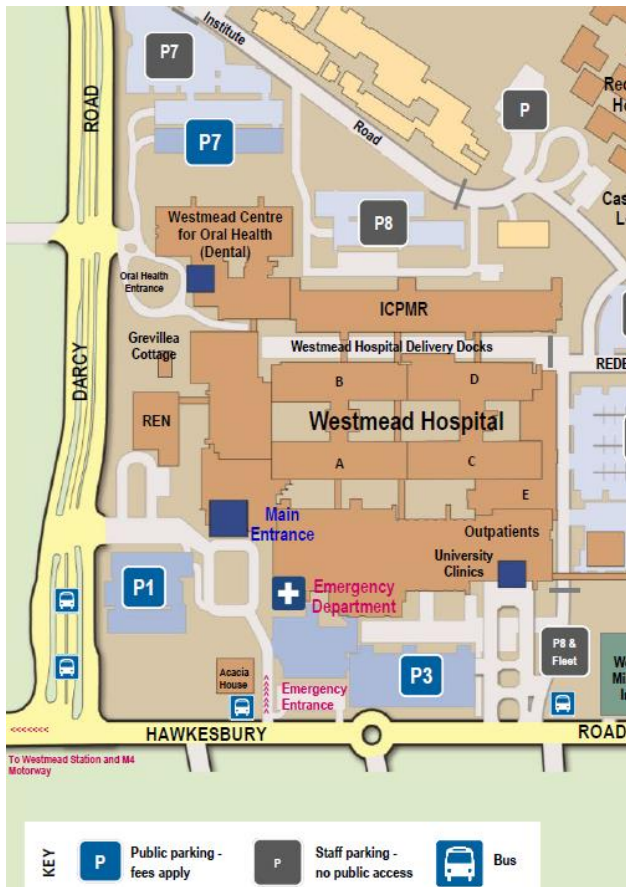 P7
Institute
Road
P
ROAD
P7
Westmead Centre
for Oral Health
(Dental)
P8
Oral Health
Entrance
ICPMR
Grevillea
Cottage
Westmead Hospital Delivery Docks
DARCY
B
D
REN
Westmead Hospital
A
C
E
Main
Entrance
Outpatients
University
Clinics
P1
Emergency
Department
P8 &
Fleet
Acacia
House
P3
Emergency
Entrance
<<<<<<<
HAWKESBURY
ROAD
To Westmead Station and M4
Motorway
KEY
P
Public parking -
fees apply
P
Staff parking -
no public access
Bus